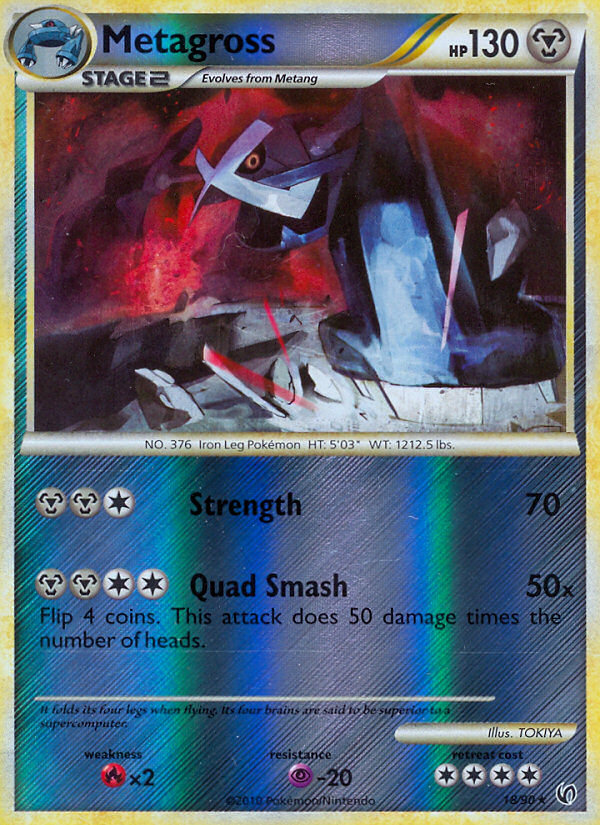 Metagross
HP130
STAGE 2
Evolves from Metang
NO. 376 Iron Leg Pokémon HT: 5'03" WT: 1212.5 lbs.
Strength 70
Quad Smash 50x
Flip 4 coins. This attack does 50 damage times the
number of heads.
It folds its four legs when flying. Its four brains are said to be superior to a
supercomputer.
Illus. TOKIYA
weakness resistance retreat cost
x2 -20
©2010 Pokémon/Nintendo 18/90★